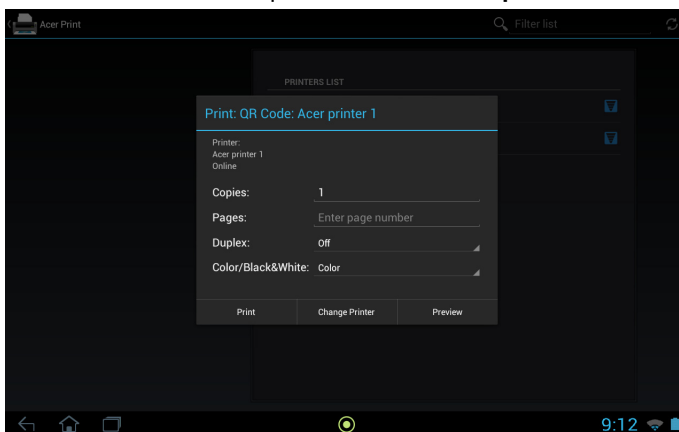 Acer Print
Filter list
PRINTERS LIST
Print: QR Code: Acer printer 1
Printer:
Acer printer 1
Online
Copies: 1
Pages: Enter page number
Duplex: Off
Color/Black&White: Color
Print Change Printer Preview
9:12